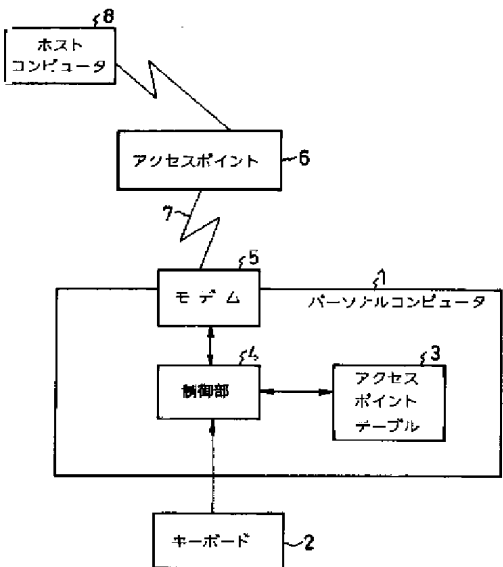 8
ホスト
コンピュータ
アクセスポイント
6
7
5
モデム
1
パーソナルコンピュータ
4
制御部
3
アクセス
ポイント
テーブル
キーボード
2